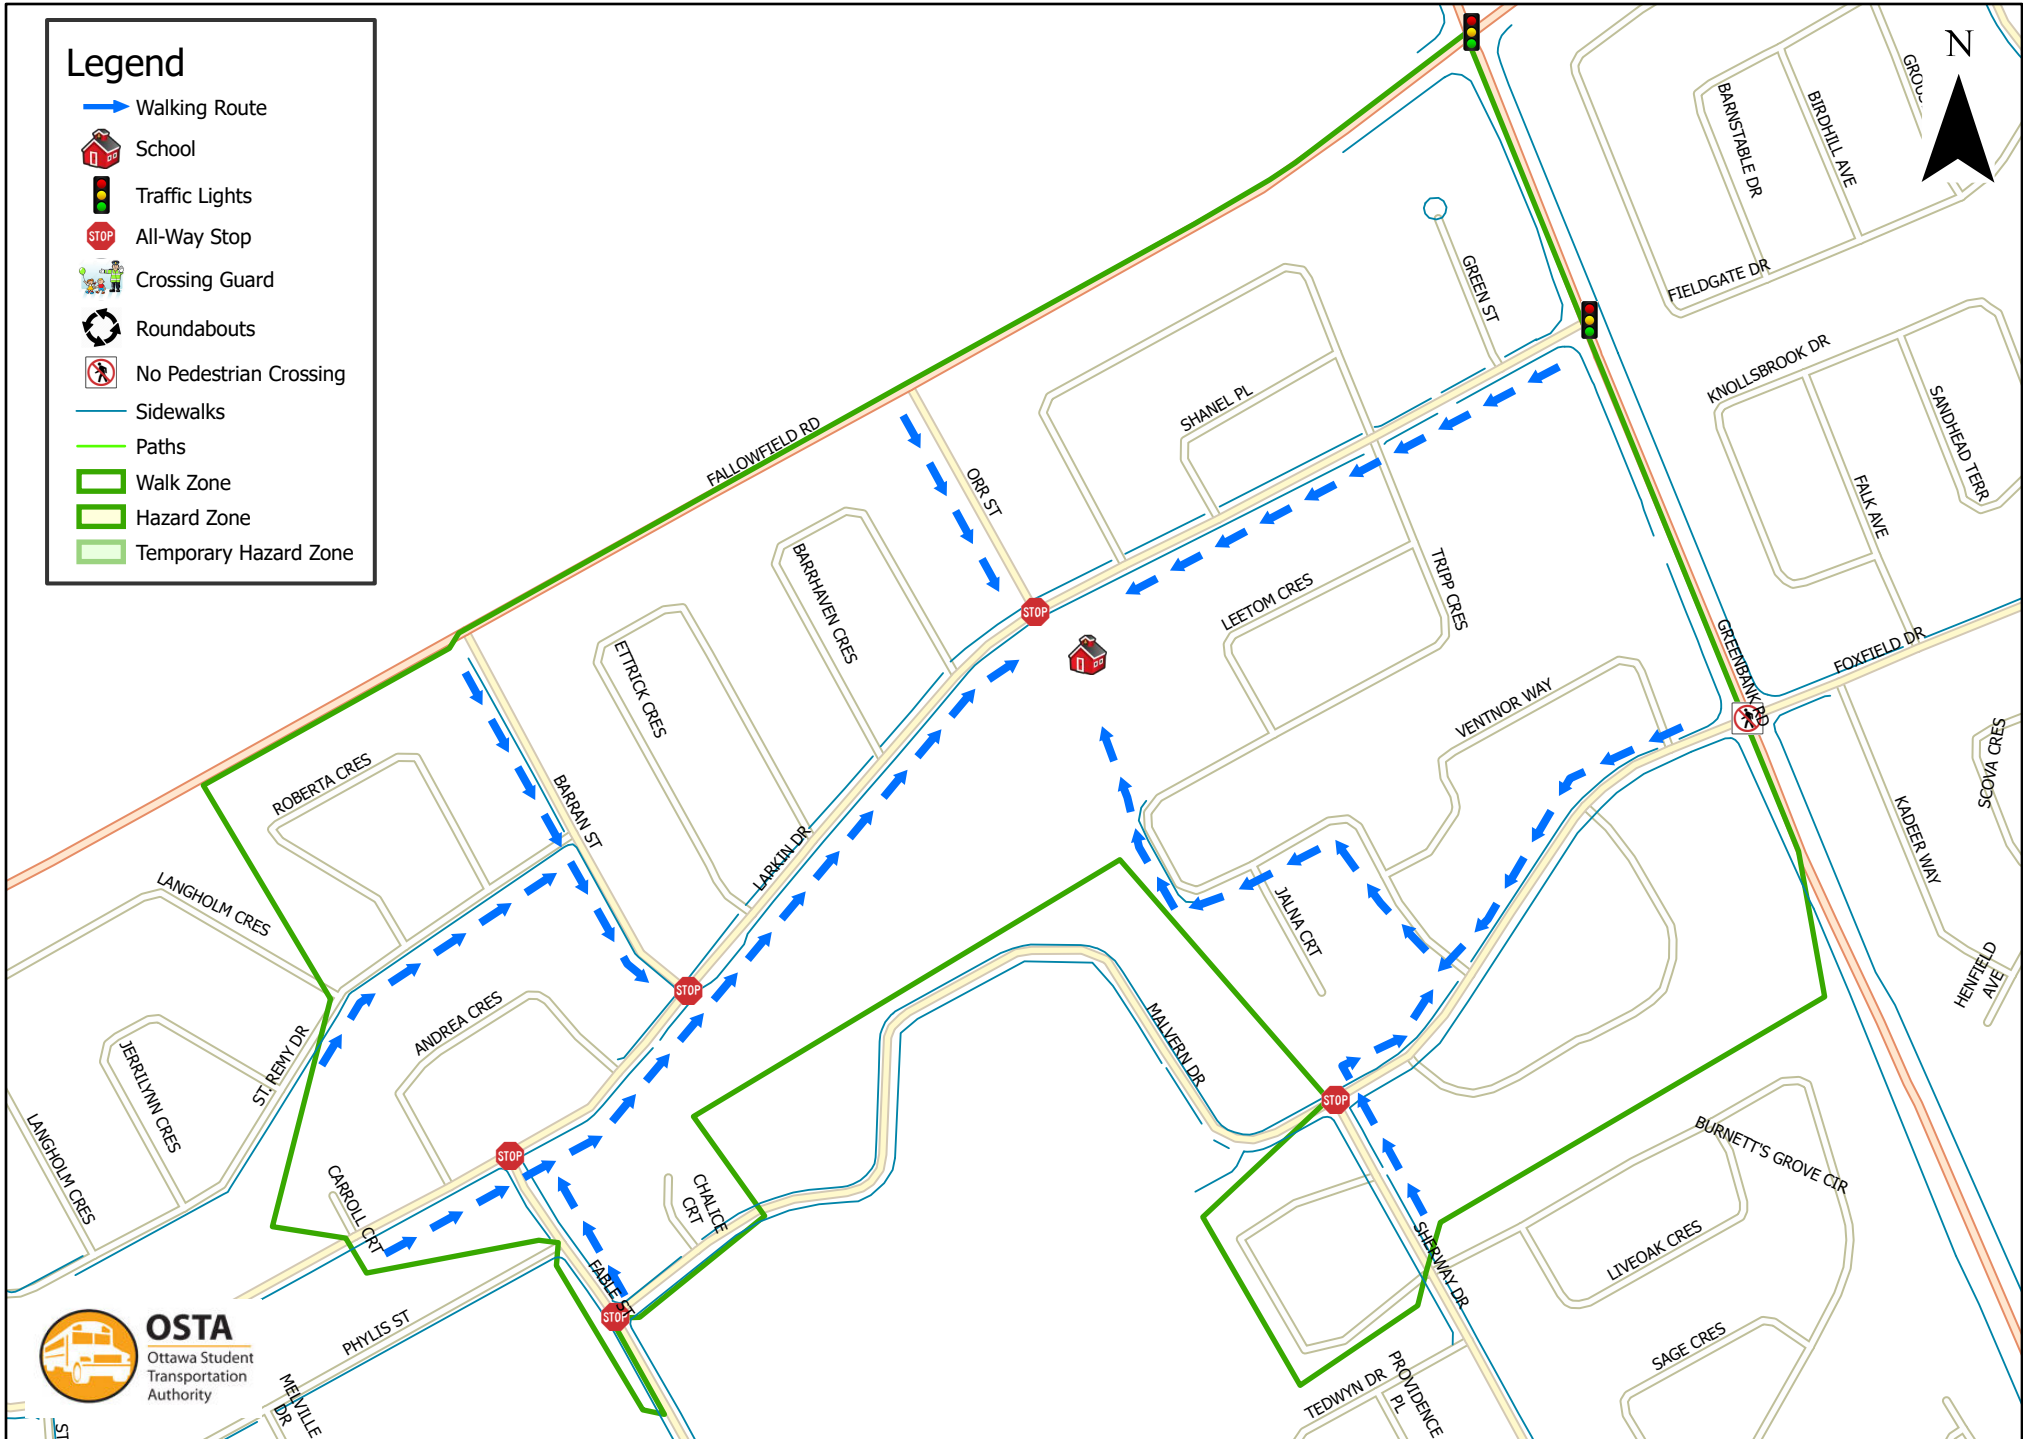 Legend
Walking Route
School
STOP
Traffic Lights
All-Way Stop
Crossing Guard
Roundabouts
No Pedestrian Crossing
Sidewalks
Paths
Walk Zone
Hazard Zone
Temporary Hazard Zone
N
BARNSTABLE DR
BIRDHILL AVE
FIELDGATE DR
GREEN ST
KNOLLSBROOK DR
SANDHEAD TERR
FALK AVE
SHANEL PL
FALLOWFIELD RD
ORR ST
BARRHAVEN CRES
ETTRICK CRES
TRIPP CRES
LEETOM CRES
STOP
GREENBANK RD
FOXFIELD DR
VENTNOR WAY
SCOVA CRES
KADEER WAY
ROBERTA CRES
BARRAN ST
LARKIN DR
LANGHOLM CRES
JALNA CRT
HENFIELD
AVE
STOP
ANDREA CRES
MALVERN DR
ST. REMY DR
JERRILYNN CRES
LANGHOLM CRES
STOP
STOP
BURNETT'S GROVE CIR
CARROLL CRT
CHALICE
CRT
SHERWAY DR
LIVEOAK CRES
FABLE ST
STOP
PHYLIS ST
SAGE CRES
TEDWYN DR
PROVIDENCE
PL
MELVILLE
DR
ST
OSTA
Ottawa Student
Transportation
Authority